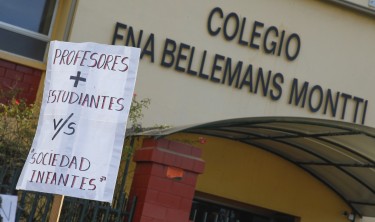 COLEGIO
ENA BELLEMANS MONTTI
PROFESORES
+
ESTUDIANTES
V/S
"SOCIEDAD
INFANTES"